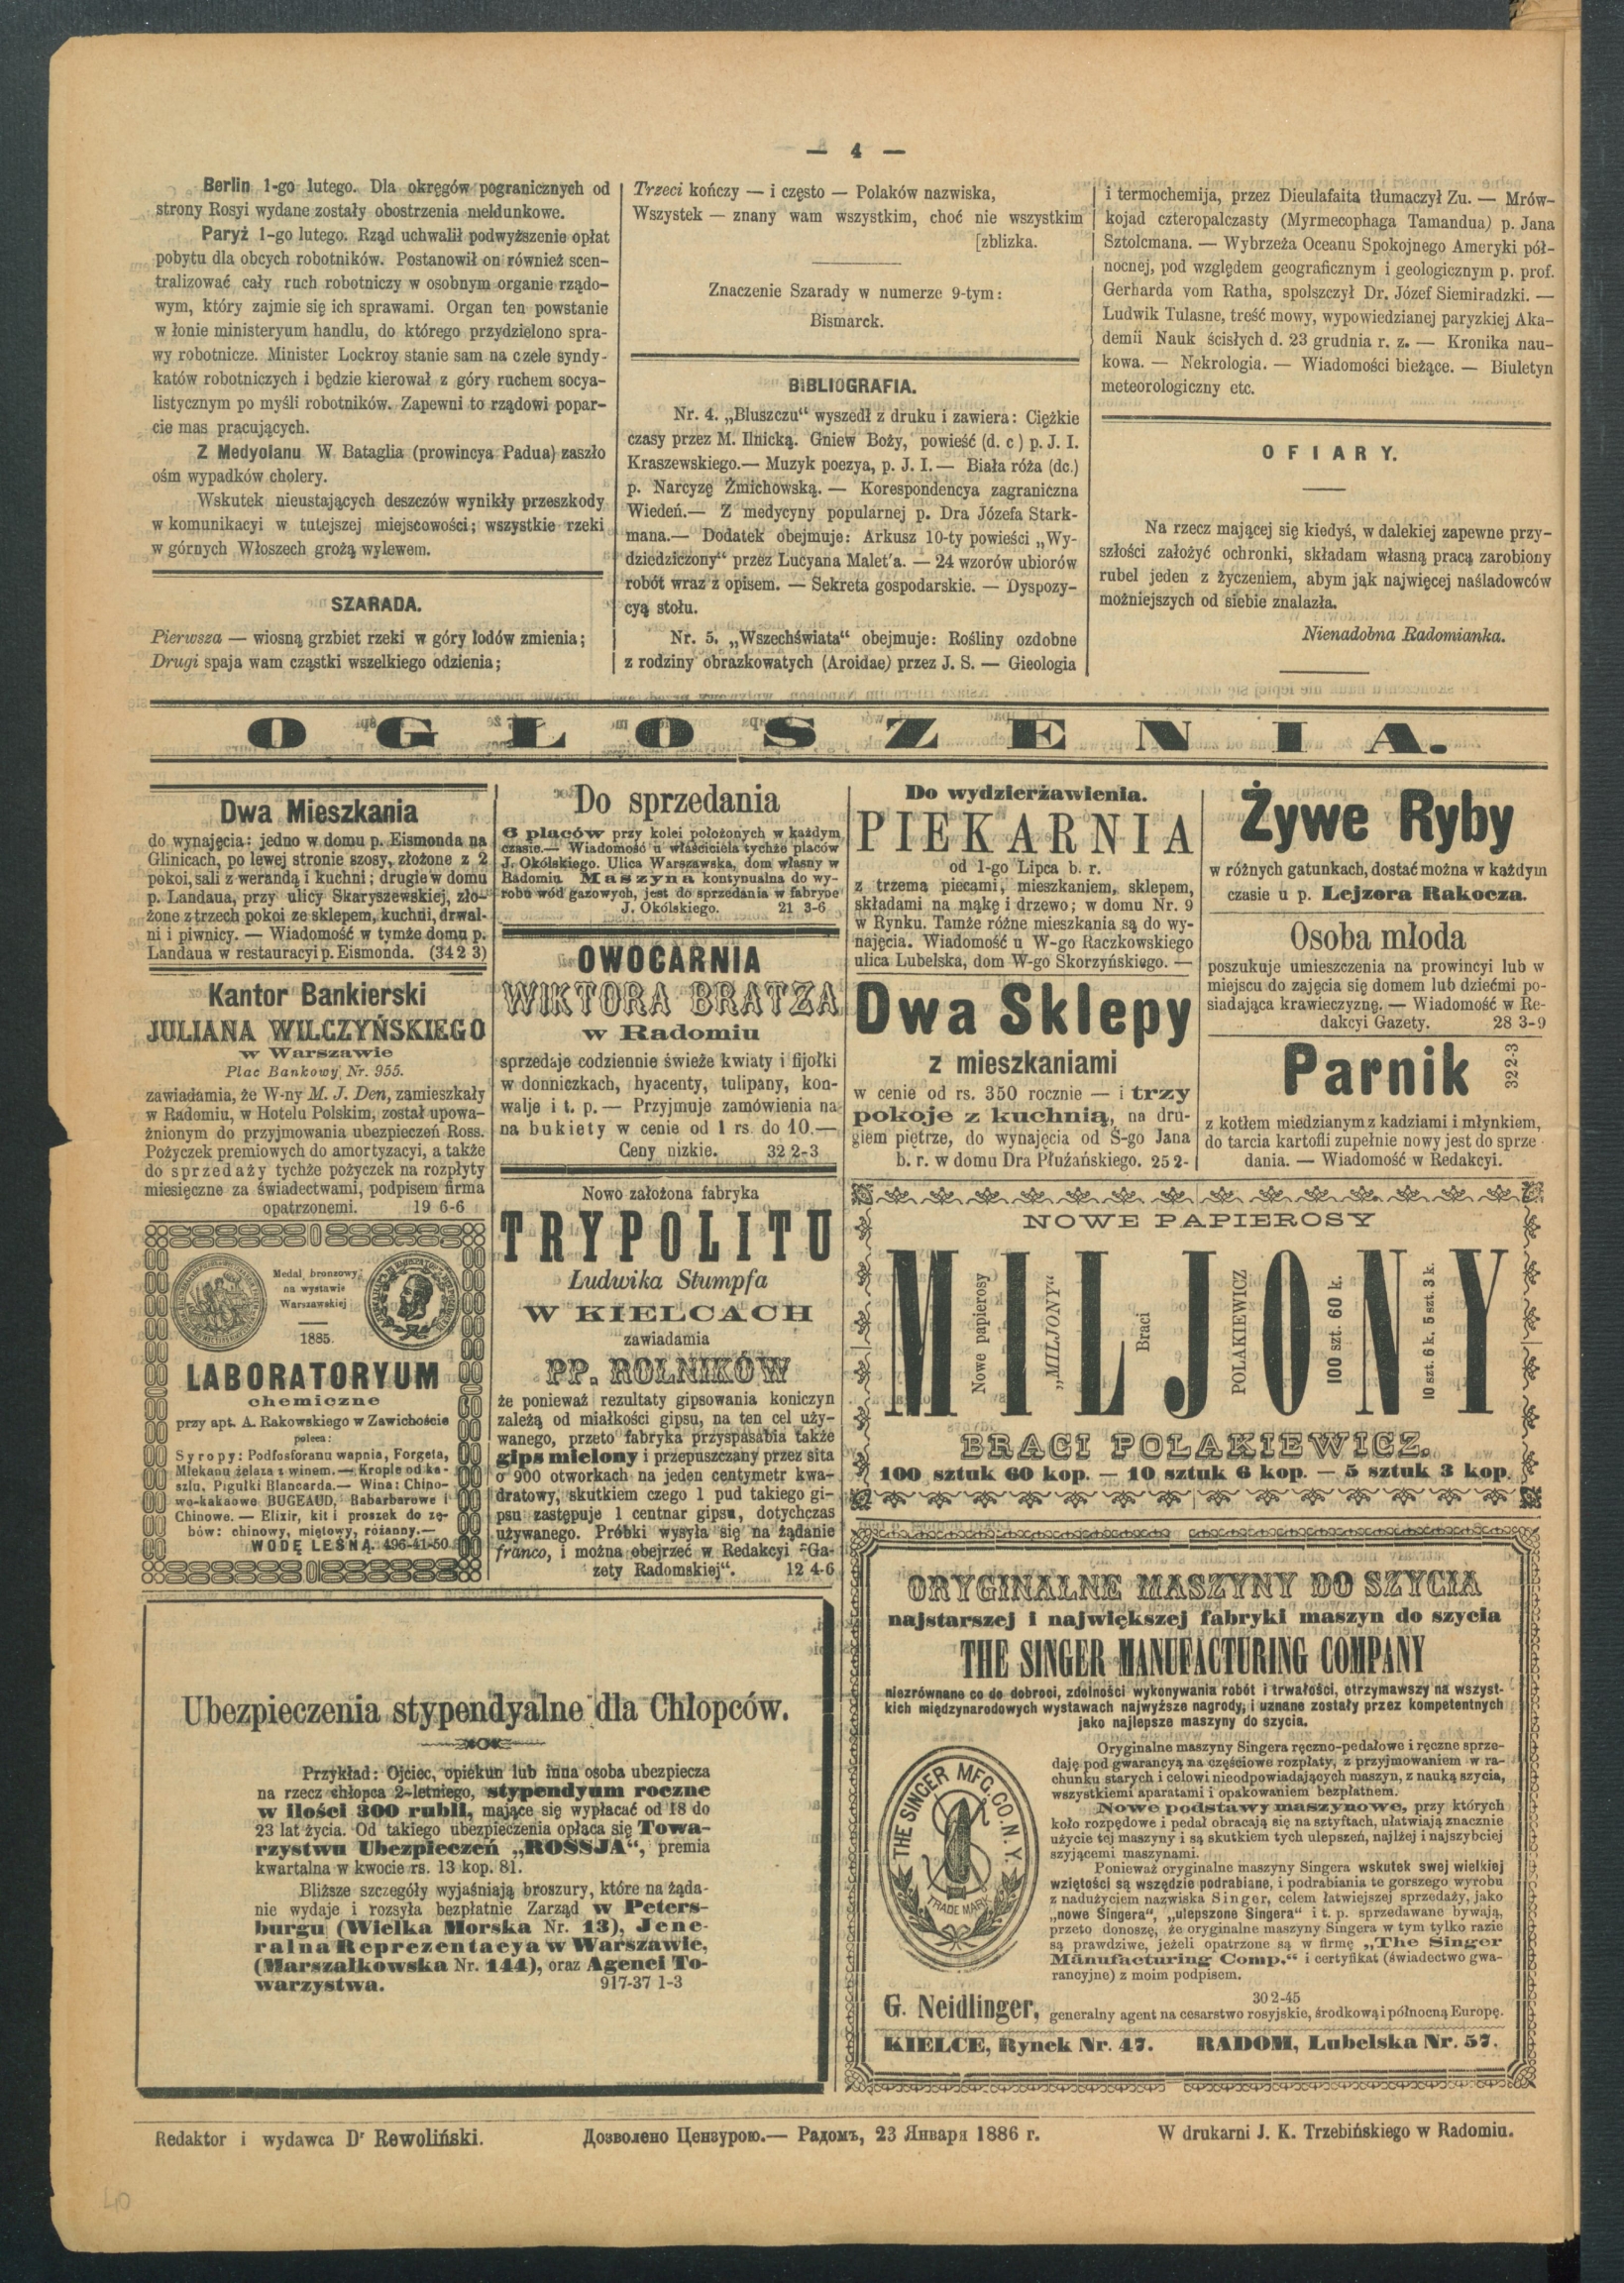 — 4 —
Berlin 1-go lutego. Dla okręgów pogranicznych od
strony Rosyi wydane zostały obostrzenia meldunkowe.
Paryż 1-go lutego. Rząd uchwalił podwyższenie opłat
pobytu dla obcych robotników. Postanowił on również scen-
tralizować cały ruch robotniczy w osobnym organie rządo-
wym, który zajmie się ich sprawami. Organ ten powstanie
w łonie ministeryum handlu, do którego przydzielono spra-
wy robotnicze. Minister Lockroy stanie sam na czele syndy-
katów robotniczych i będzie kierował z góry ruchem socya-
listycznym po myśli robotników. Zapewni to rządowi popar-
cie mas pracujących.
Z Medyolanu W Bataglia (prowincya Padua) zaszło
ośm wypadków cholery.
Wskutek nieustających deszczów wynikły przeszkody
w komunikacyi w tutejszej miejscowości; wszystkie rzeki
w górnych Włoszech grożą wylewem.
SZARADA.
Pierwsza — wiosną grzbiet rzeki w góry lodów zmienia;
Drugi spaja wam cząstki wszelkiego odzienia;
Trzeci kończy — i często — Polaków nazwiska,
Wszystek — znany wam wszystkim, choć nie wszystkim
[zblizka.
Znaczenie Szarady w numerze 9-tym:
Bismarck.
BIBLIOGRAFIA.
Nr. 4. „Bluszczu“ wyszedł z druku i zawiera: Ciężkie
czasy przez M. Ilnicką. Gniew Boży, powieść (d. c ) p. J. I.
Kraszewskiego.— Muzyk poezya, p. J. I.— Biała róża (dc.)
p. Narcyzę Żmichowską. — Korespondencya zagraniczna
Wiedeń.— Z medycyny popularnej p. Dra Józefa Stark-
mana.— Dodatek obejmuje: Arkusz 10-ty powieści „Wy-
dziedziczony“ przez Lucyana Malet'a. — 24 wzorów ubiorów
robót wraz z opisem. — Sekreta gospodarskie. — Dyspozy-
cyą stołu.
Nr. 5. „Wszechświata“ obejmuje: Rośliny ozdobne
z rodziny obrazkowatych (Aroidae) przez J. S. — Gieologia
i termochemija, przez Dieulafaita tłumaczył Zu. — Mrów-
kojad czteropalczasty (Myrmecophaga Tamandua) p. Jana
Sztolcmana. — Wybrzeża Oceanu Spokojnego Ameryki pół-
nocnej, pod względem geograficznym i geologicznym p. prof.
Gerharda vom Ratha, spolszczył Dr. Józef Siemiradzki. —
Ludwik Tulasne, treść mowy, wypowiedzianej paryzkiej Aka-
demii Nauk ścisłych d. 23 grudnia r. z. — Kronika nau-
kowa. — Nekrologia. — Wiadomości bieżące. — Biuletyn
meteorologiczny etc.
OFIARY.
Na rzecz mającej się kiedyś, w dalekiej zapewne przy-
szłości założyć ochronki, składam własną pracą zarobiony
rubel jeden z życzeniem, abym jak najwięcej naśladowców
możniejszych od siebie znalazła.
Nienadobna Radomianka.
OGŁOSZENIA.
Dwa Mieszkania
do wynajęcia: jedno w domu p. Eismonda na
Glinicach, po lewej stronie szosy, złożone z 2
pokoi, sali z werandą i kuchni; drugie w domu
p. Landaua, przy ulicy Skaryszewskiej, zło-
żone z trzech pokoi ze sklepem, kuchni, drwal-
ni i piwnicy. — Wiadomość w tymże domu p.
Landaua w restauracyi p. Eismonda. (34 2 3)
Kantor Bankierski
JULIANA WILCZYŃSKIEGO
w Warszawie
Plac Bankowy, Nr. 955.
zawiadamia, że W-ny M. J. Den, zamieszkały
w Radomiu, w Hotelu Polskim, został upowa-
żnionym do przyjmowania ubezpieczeń Ross.
Pożyczek premiowych do amortyzacyi, a także
do sprzedaży tychże pożyczek na rozpłyty
miesięczne za świadectwami, podpisem firma
opatrzonemi. 19 6-6
Medal bronzowy
na wystawie
Warszawskiej
1885.
LABORATORYUM
chemiczne
przy apt. A. Rakowskiego w Zawichoście
poleca:
Syropy: Podfosforanu wapnia, Forgeta,
Mlekanu żelaza z winem.— Krople od ka-
szlu, Pigułki Blancarda.— Wina: Chino-
wo-kakaowe BUGEAUD, Rabarbarowe i
Chinowe. — Elixir, kit i proszek do zę-
bów: chinowy, miętowy, różanny.—
WODĘ LEŚNĄ. 496-41-50
Do sprzedania
6 placów przy kolei położonych w każdym
czasie.— Wiadomość u właściciela tychże placów
J. Okólskiego. Ulica Warszawska, dom własny w
Radomiu. Maszyna kontynualna do wy-
robu wód gazowych, jest do sprzedania w fabryce
J. Okólskiego. 21 3-6
OWOCARNIA
WIKTORA BRATZA
w Radomiu
sprzedaje codziennie świeże kwiaty i fijołki
w donniczkach, hyacenty, tulipany, kon-
walje i t. p.— Przyjmuje zamówienia na
na bukiety w cenie od 1 rs. do 10.—
Ceny nizkie. 32 2-3
Nowo założona fabryka
TRYPOLITU
Ludwika Stumpfa
W KIELCACH
zawiadamia
PP. ROLNIKÓW
że ponieważ rezultaty gipsowania koniczyn
zależą od miałkości gipsu, na ten cel uży-
wanego, przeto fabryka przyspasabia także
gips mielony i przepuszczany przez sita
o 900 otworkach na jeden centymetr kwa-
dratowy, skutkiem czego 1 pud takiego gi-
psu zastępuje 1 centnar gipsu, dotychczas
używanego. Próbki wysyła się na żądanie
franco, i można obejrzeć w Redakcyi „Ga-
zety Radomskiej“. 12 4-6
Do wydzierżawienia.
PIEKARNIA
od 1-go Lipca b. r.
z trzema piecami, mieszkaniem, sklepem,
składami na mąkę i drzewo; w domu Nr. 9
w Rynku. Tamże różne mieszkania są do wy-
najęcia. Wiadomość u W-go Raczkowskiego
ulica Lubelska, dom W-go Skorzyńskiego. —
Dwa Sklepy
z mieszkaniami
w cenie od rs. 350 rocznie — i trzy
pokoje z kuchnią, na dru-
giem piętrze, do wynajęcia od S-go Jana
b. r. w domu Dra Płużańskiego. 25 2-
Żywe Ryby
w różnych gatunkach, dostać można w każdym
czasie u p. Lejzora Rakocza.
Osoba młoda
poszukuje umieszczenia na prowincyi lub w
miejscu do zajęcia się domem lub dziećmi po-
siadająca krawieczyznę. — Wiadomość w Re-
dakcyi Gazety. 28 3-9
Parnik
32 2-3
z kotłem miedzianym z kadziami i młynkiem,
do tarcia kartofli zupełnie nowy jest do sprze-
dania. — Wiadomość w Redakcyi.
NOWE PAPIEROSY
MILJONY
Nowe papierosy
„MILJONY“
Braci
POLAKIEWICZ
100 szt. 60 k.
10 szt. 6 k. 5 szt. 3 k.
BRACI POLAKIEWICZ.
100 sztuk 60 kop. — 10 sztuk 6 kop. — 5 sztuk 3 kop.
Ubezpieczenia stypendyalne dla Chłopców.
Przykład: Ojciec, opiekun lub inna osoba ubezpiecza
na rzecz chłopca 2-letniego, stypendyum roczne
w ilości 300 rubli, mające się wypłacać od 18 do
23 lat życia. Od takiego ubezpieczenia opłaca się Towa-
rzystwu Ubezpieczeń „ROSSJA“, premia
kwartalna w kwocie rs. 13 kop. 81.
Bliższe szczegóły wyjaśniają broszury, które na żąda-
nie wydaje i rozsyła bezpłatnie Zarząd w Peters-
burgu (Wielka Morska Nr. 13), Jene-
ralna Reprezentacya w Warszawie,
(Marszałkowska Nr. 144), oraz Agenci To-
warzystwa. 917-37 1-3
ORYGINALNE MASZYNY DO SZYCIA
najstarszej i największej fabryki maszyn do szycia
THE SINGER MANUFACTURING COMPANY
niezrównane co do dobroci, zdolności wykonywania robót i trwałości, otrzymawszy na wszyst-
kich międzynarodowych wystawach najwyższe nagrody, i uznane zostały przez kompetentnych
jako najlepsze maszyny do szycia.
THE SINGER MFG. CO. N. Y.
TRADE MARK
Oryginalne maszyny Singera ręczno-pedałowe i ręczne sprze-
daję pod gwarancyą na częściowe rozpłaty, z przyjmowaniem w ra-
chunku starych i celowi nieodpowiadających maszyn, z nauką szycia,
wszystkiemi aparatami i opakowaniem bezpłatnem.
Nowe podstawy maszynowe, przy których
koło rozpędowe i pedał obracają się na sztyftach, ułatwiają znacznie
użycie tej maszyny i są skutkiem tych ulepszeń, najlżej i najszybciej
szyjącemi maszynami.
Ponieważ oryginalne maszyny Singera wskutek swej wielkiej
wziętości są wszędzie podrabiane, i podrabiania te gorszego wyrobu
z nadużyciem nazwiska Singer, celem łatwiejszej sprzedaży, jako
„nowe Singera“, „ulepszone Singera“ i t. p. sprzedawane bywają,
przeto donoszę, że oryginalne maszyny Singera w tym tylko razie
są prawdziwe, jeżeli opatrzone są w firmę „The Singer
Manufacturing Comp.“ i certyfikat (świadectwo gwa-
rancyjne) z moim podpisem.
30 2-45
G. Neidlinger, generalny agent na cesarstwo rosyjskie, środkową i północną Europę.
KIELCE, Rynek Nr. 47. RADOM, Lubelska Nr. 57.
Redaktor i wydawca Dr Rewoliński.
Дозволено Цензурою.— Радомъ, 23 Января 1886 г.
W drukarni J. K. Trzebińskiego w Radomiu.
40